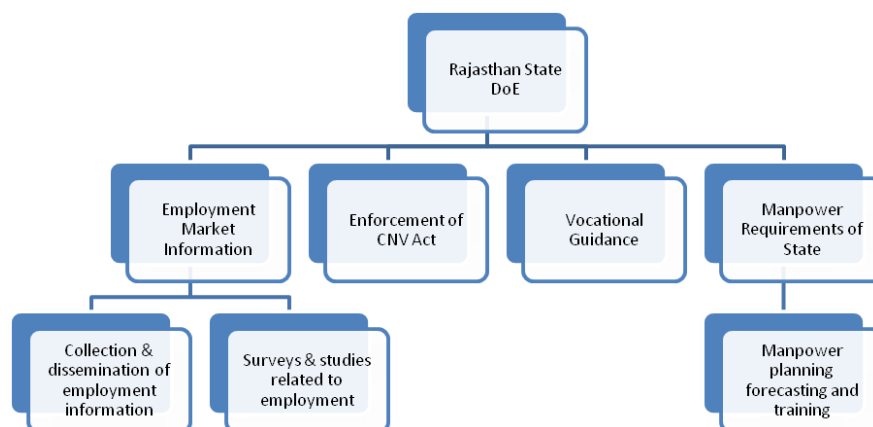 Rajasthan State
DoE
Employment
Market
Information
Enforcement of
CNV Act
Vocational
Guidance
Manpower
Requirements of
State
Collection &
dissemination of
employment
information
Surveys & studies
related to
employment
Manpower
planning
forecasting and
training